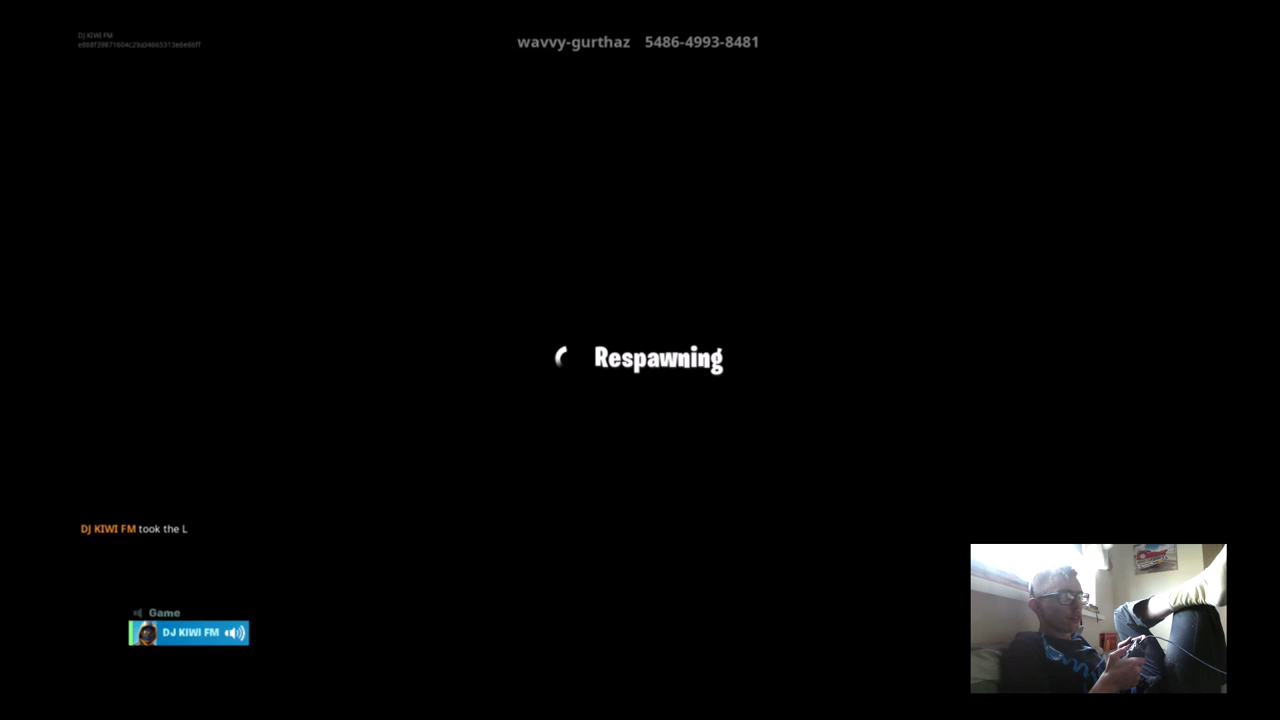 DJ KIWI FM
wavvy-gurthaz 5486-4993-8481
Respawning
DJ KIWI FM took the L
Game
DJ KIWI FM